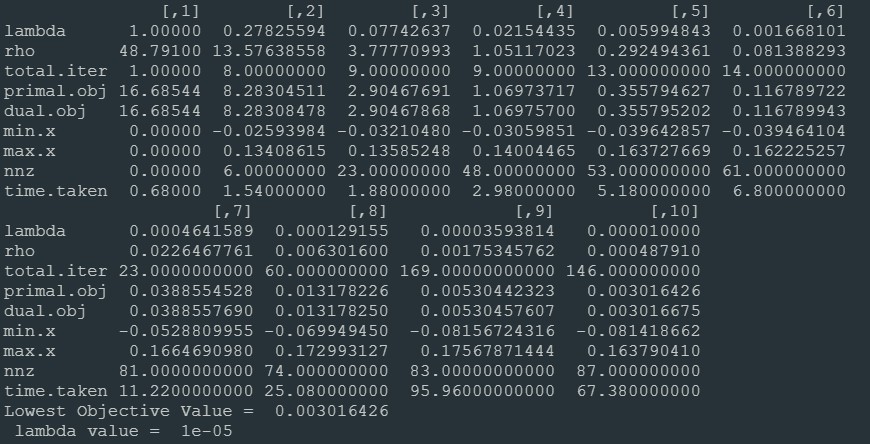 [,1] [,2] [,3] [,4] [,5] [,6]
lambda 1.00000 0.27825594 0.07742637 0.02154435 0.005994843 0.001668101
rho 48.79100 13.57638558 3.77770993 1.05117023 0.292494361 0.081388293
total.iter 1.00000 8.00000000 9.00000000 9.00000000 13.000000000 14.000000000
primal.obj 16.68544 8.28304511 2.90467691 1.06973717 0.355794627 0.116789722
dual.obj 16.68544 8.28308478 2.90467868 1.06975700 0.355795202 0.116789943
min.x 0.00000 -0.02593984 -0.03210480 -0.03059851 -0.039642857 -0.039464104
max.x 0.00000 0.13408615 0.13585248 0.14004465 0.163727669 0.162225257
nnz 0.00000 6.00000000 23.00000000 48.00000000 53.000000000 61.000000000
time.taken 0.68000 1.54000000 1.88000000 2.98000000 5.180000000 6.800000000
[,7] [,8] [,9] [,10]
lambda 0.0004641589 0.000129155 0.00003593814 0.000010000
rho 0.0226467761 0.006301600 0.00175345762 0.000487910
total.iter 23.0000000000 60.000000000 169.00000000000 146.000000000
primal.obj 0.0388554528 0.013178226 0.00530442323 0.003016426
dual.obj 0.0388557690 0.013178250 0.00530457607 0.003016675
min.x -0.0528809955 -0.069949450 -0.08156724316 -0.081418662
max.x 0.1664690980 0.172993127 0.17567871444 0.163790410
nnz 81.0000000000 74.000000000 83.00000000000 87.000000000
time.taken 11.2200000000 25.080000000 95.96000000000 67.380000000
Lowest Objective Value = 0.003016426
lambda value = 1e-05